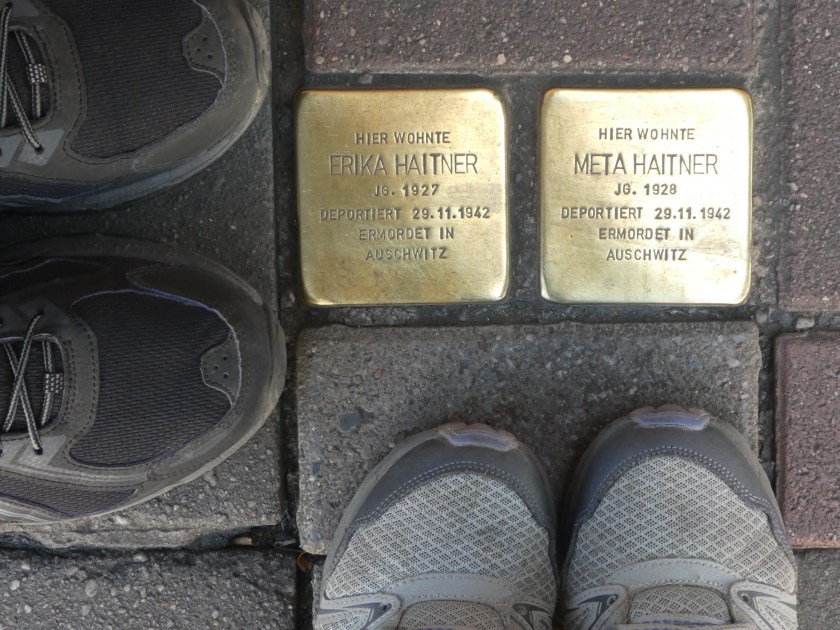 HIER WOHNTE
ERIKA HAITNER
JG. 1927
DEPORTIERT 29.11.1942
ERMORDET IN
AUSCHWITZ
HIER WOHNTE
META HAITNER
JG. 1928
DEPORTIERT 29.11.1942
ERMORDET IN
AUSCHWITZ